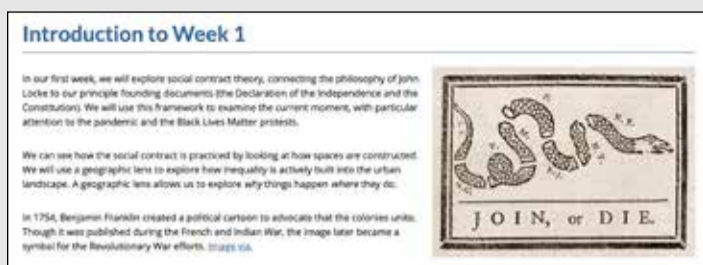 Introduction to Week 1
In our first week, we will explore social contract theory, connecting the philosophy of John
Locke to our principle founding documents (the Declaration of the Independence and the
Constitution). We will use this framework to examine the current moment, with particular
attention to the pandemic and the Black Lives Matter protests.
We can see how the social contract is practiced by looking at how spaces are constructed.
We will use a geographic lens to explore how inequality is actively built into the urban
landscape. A geographic lens allows us to explore why things happen where they do.
In 1754, Benjamin Franklin created a political cartoon to advocate that the colonies unite.
Though it was published during the French and Indian War, the image later became a
symbol for the Revolutionary War efforts. Image via.
JOIN, or DIE.